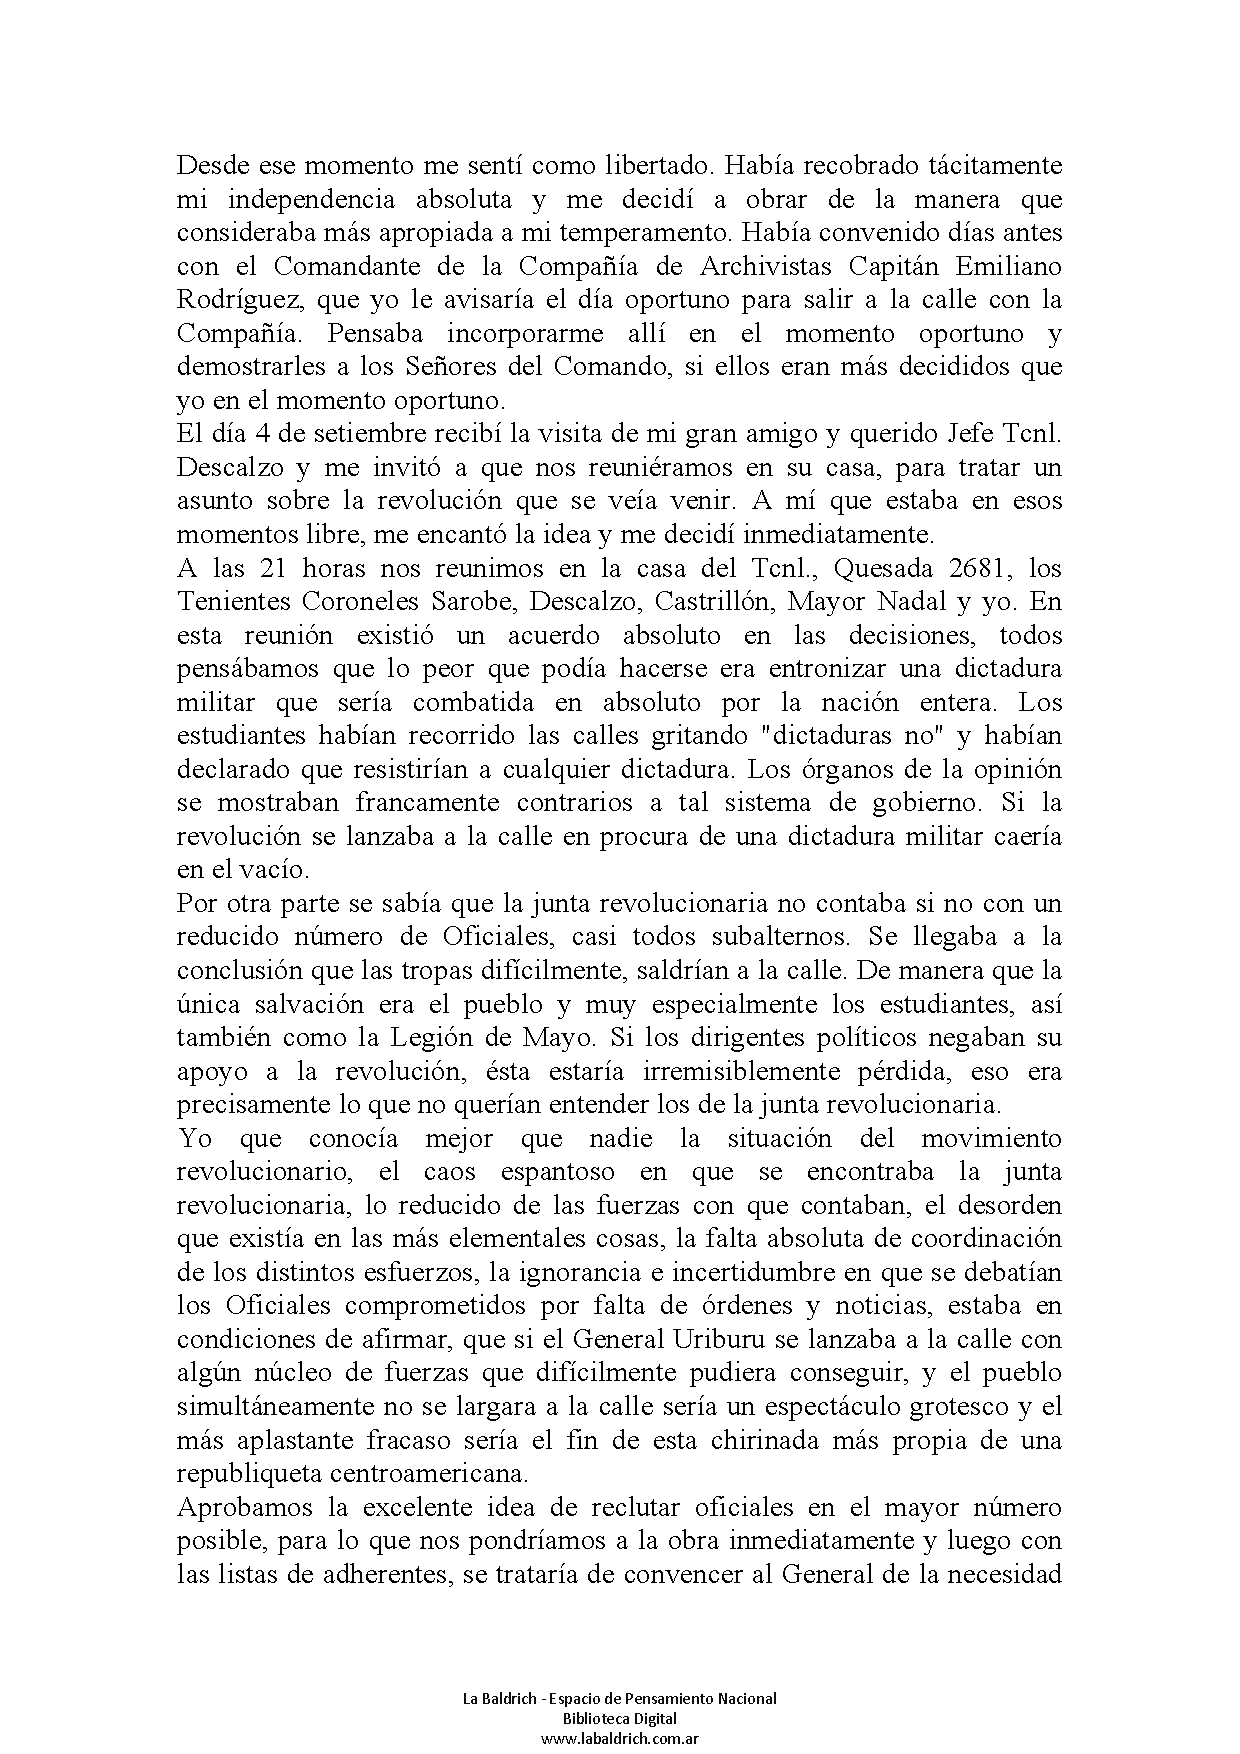 Desde ese momento me sentí como libertado. Había recobrado tácitamente
mi independencia absoluta y me decidí a obrar de la manera que
consideraba más apropiada a mi temperamento. Había convenido días antes
con el Comandante de la Compañía de Archivistas Capitán Emiliano
Rodríguez, que yo le avisaría el día oportuno para salir a la calle con la
Compañía. Pensaba incorporarme allí en el momento oportuno y
demostrarles a los Señores del Comando, si ellos eran más decididos que
yo en el momento oportuno.
El día 4 de setiembre recibí la visita de mi gran amigo y querido Jefe Tcnl.
Descalzo y me invitó a que nos reuniéramos en su casa, para tratar un
asunto sobre la revolución que se veía venir. A mí que estaba en esos
momentos libre, me encantó la idea y me decidí inmediatamente.
A las 21 horas nos reunimos en la casa del Tcnl., Quesada 2681, los
Tenientes Coroneles Sarobe, Descalzo, Castrillón, Mayor Nadal y yo. En
esta reunión existió un acuerdo absoluto en las decisiones, todos
pensábamos que lo peor que podía hacerse era entronizar una dictadura
militar que sería combatida en absoluto por la nación entera. Los
estudiantes habían recorrido las calles gritando "dictaduras no" y habían
declarado que resistirían a cualquier dictadura. Los órganos de la opinión
se mostraban francamente contrarios a tal sistema de gobierno. Si la
revolución se lanzaba a la calle en procura de una dictadura militar caería
en el vacío.
Por otra parte se sabía que la junta revolucionaria no contaba si no con un
reducido número de Oficiales, casi todos subalternos. Se llegaba a la
conclusión que las tropas difícilmente, saldrían a la calle. De manera que la
única salvación era el pueblo y muy especialmente los estudiantes, así
también como la Legión de Mayo. Si los dirigentes políticos negaban su
apoyo a la revolución, ésta estaría irremisiblemente pérdida, eso era
precisamente lo que no querían entender los de la junta revolucionaria.
Yo que conocía mejor que nadie la situación del movimiento
revolucionario, el caos espantoso en que se encontraba la junta
revolucionaria, lo reducido de las fuerzas con que contaban, el desorden
que existía en las más elementales cosas, la falta absoluta de coordinación
de los distintos esfuerzos, la ignorancia e incertidumbre en que se debatían
los Oficiales comprometidos por falta de órdenes y noticias, estaba en
condiciones de afirmar, que si el General Uriburu se lanzaba a la calle con
algún núcleo de fuerzas que difícilmente pudiera conseguir, y el pueblo
simultáneamente no se largara a la calle sería un espectáculo grotesco y el
más aplastante fracaso sería el fin de esta chirinada más propia de una
republiqueta centroamericana.
Aprobamos la excelente idea de reclutar oficiales en el mayor número
posible, para lo que nos pondríamos a la obra inmediatamente y luego con
las listas de adherentes, se trataría de convencer al General de la necesidad
La Baldrich - Espacio de Pensamiento Nacional
Biblioteca Digital
www.labaldrich.com.ar